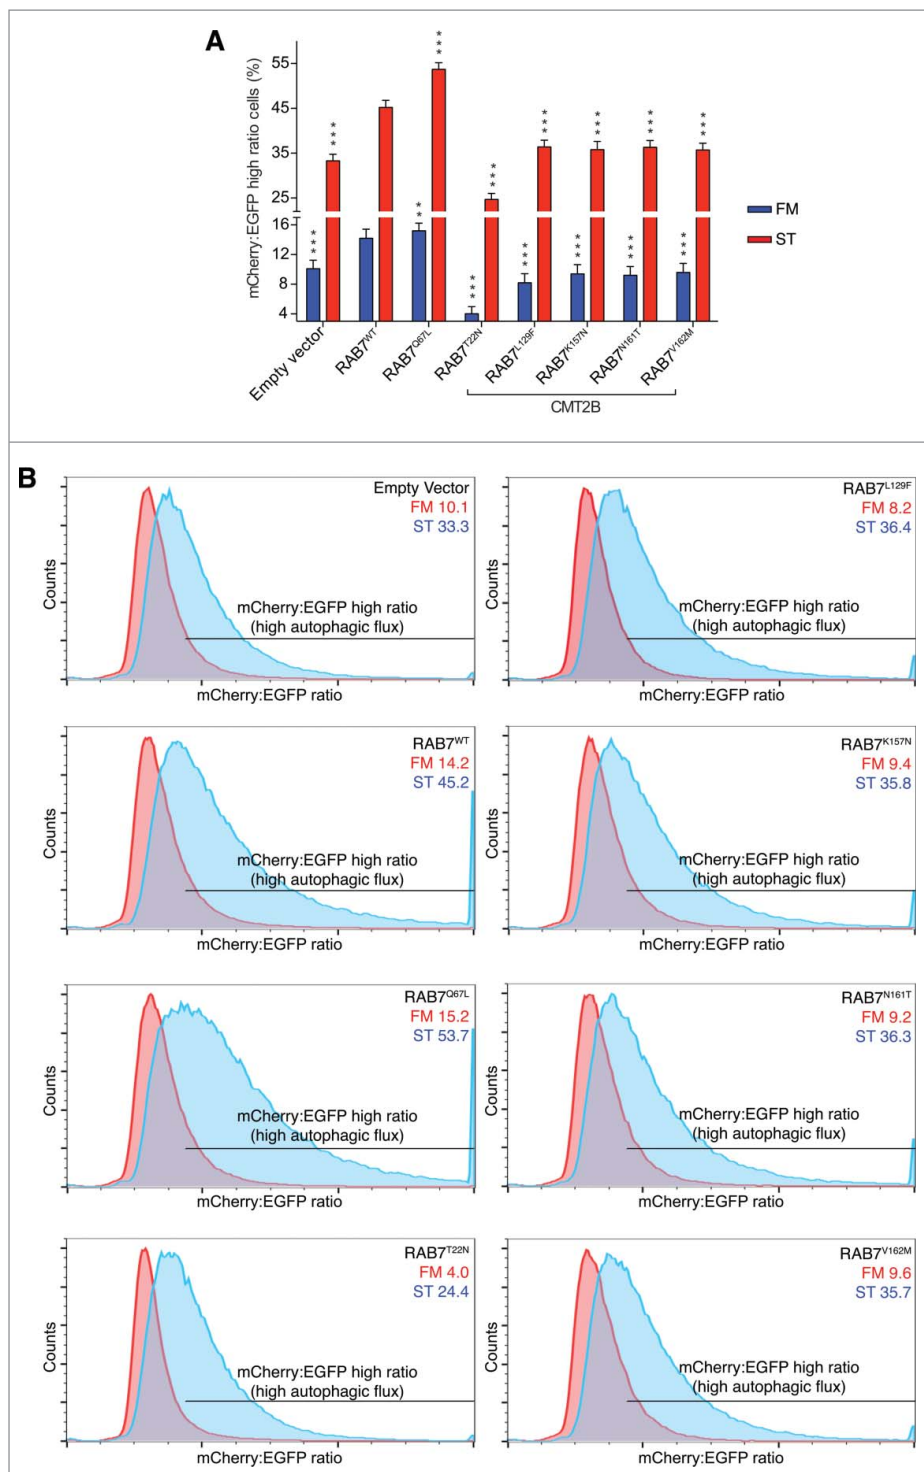 A
mCherry:EGFP high ratio cells (%)
55
45
35
25
16
12
8
4
***
***
**
***
***
***
***
***
***
***
***
***
***
***
FM
ST
Empty vector
RAB7WT
RAB7Q67L
RAB7T22N
RAB7L129F
RAB7K157N
RAB7N161T
RAB7V162M
CMT2B
B
Empty Vector
FM 10.1
ST 33.3
mCherry:EGFP high ratio
(high autophagic flux)
Counts
mCherry:EGFP ratio
RAB7L129F
FM 8.2
ST 36.4
mCherry:EGFP high ratio
(high autophagic flux)
Counts
mCherry:EGFP ratio
RAB7WT
FM 14.2
ST 45.2
mCherry:EGFP high ratio
(high autophagic flux)
Counts
mCherry:EGFP ratio
RAB7K157N
FM 9.4
ST 35.8
mCherry:EGFP high ratio
(high autophagic flux)
Counts
mCherry:EGFP ratio
RAB7Q67L
FM 15.2
ST 53.7
mCherry:EGFP high ratio
(high autophagic flux)
Counts
mCherry:EGFP ratio
RAB7N161T
FM 9.2
ST 36.3
mCherry:EGFP high ratio
(high autophagic flux)
Counts
mCherry:EGFP ratio
RAB7T22N
FM 4.0
ST 24.4
mCherry:EGFP high ratio
(high autophagic flux)
Counts
mCherry:EGFP ratio
RAB7V162M
FM 9.6
ST 35.7
mCherry:EGFP high ratio
(high autophagic flux)
Counts
mCherry:EGFP ratio